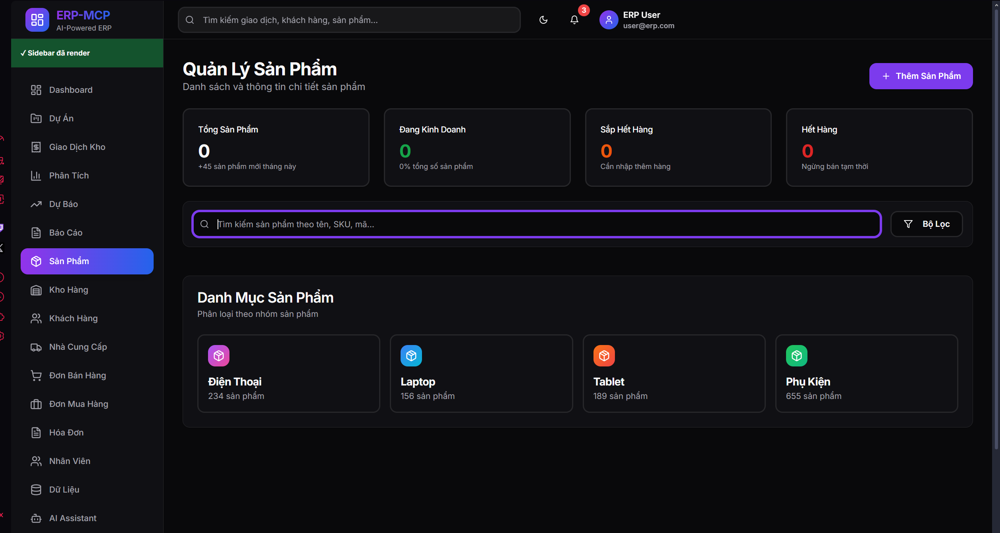 ERP-MCP
AI-Powered ERP
✓ Sidebar đã render
Dashboard
Dự Án
Giao Dịch Kho
Phân Tích
Dự Báo
Báo Cáo
Sản Phẩm
Kho Hàng
Khách Hàng
Nhà Cung Cấp
Đơn Bán Hàng
Đơn Mua Hàng
Hóa Đơn
Nhân Viên
Dữ Liệu
AI Assistant
Tìm kiếm giao dịch, khách hàng, sản phẩm...
3
ERP User
user@erp.com
Quản Lý Sản Phẩm
Danh sách và thông tin chi tiết sản phẩm
+ Thêm Sản Phẩm
Tổng Sản Phẩm
0
+45 sản phẩm mới tháng này
Đang Kinh Doanh
0
0% tổng số sản phẩm
Sắp Hết Hàng
0
Cần nhập thêm hàng
Hết Hàng
0
Ngừng bán tạm thời
Tìm kiếm sản phẩm theo tên, SKU, mã...
Bộ Lọc
Danh Mục Sản Phẩm
Phân loại theo nhóm sản phẩm
Điện Thoại
234 sản phẩm
Laptop
156 sản phẩm
Tablet
189 sản phẩm
Phụ Kiện
655 sản phẩm